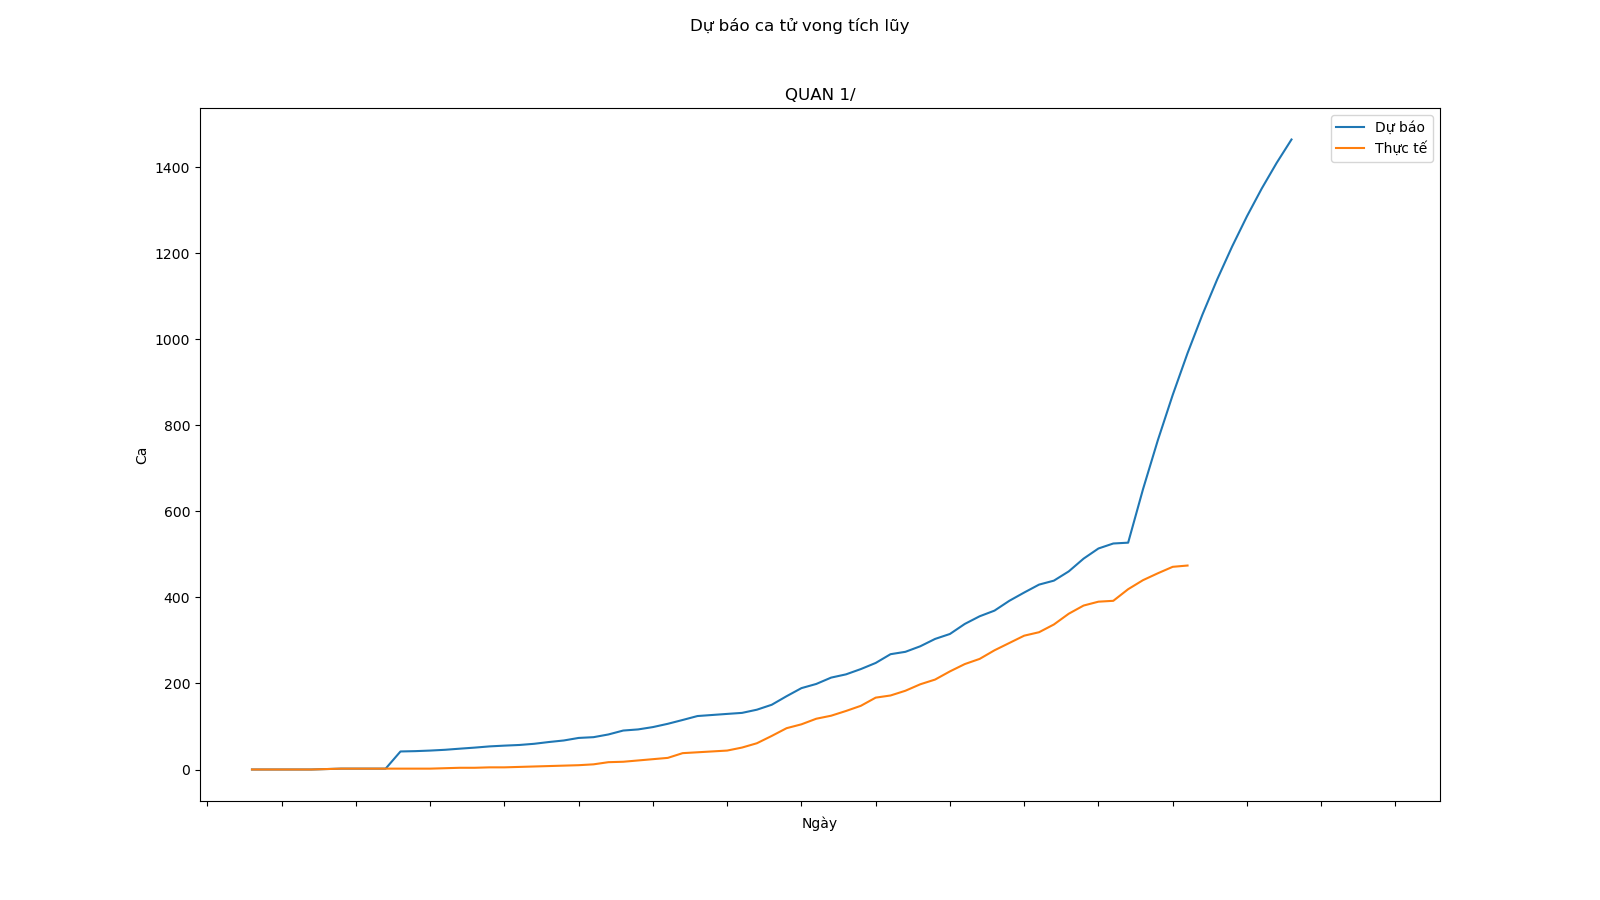 Dự báo ca tử vong tích lũy
QUAN 1/
Dự báo
Thực tế
1400
1200
1000
800
600
400
200
0
Ca
Ngày